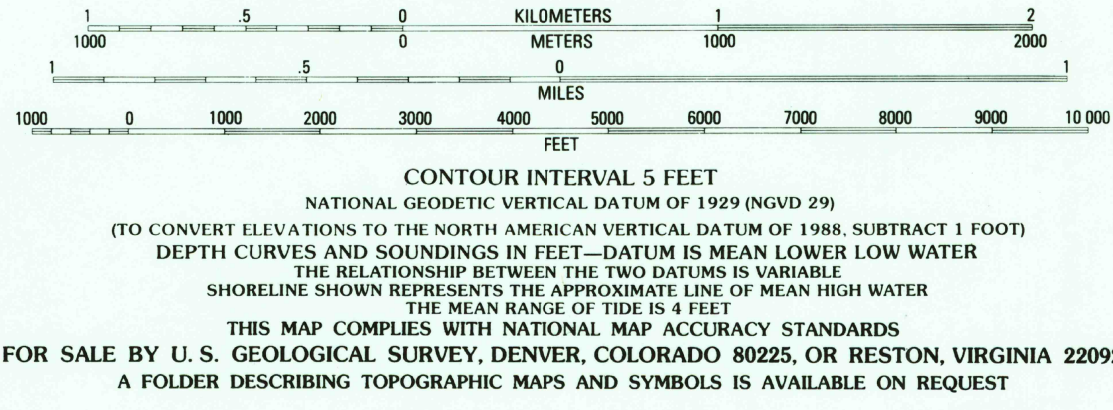 1 .5 0 KILOMETERS 1 2
1000 0 METERS 1000 2000
1 .5 0 1
MILES
1000 0 1000 2000 3000 4000 5000 6000 7000 8000 9000 10 000
FEET
CONTOUR INTERVAL 5 FEET
NATIONAL GEODETIC VERTICAL DATUM OF 1929 (NGVD 29)
(TO CONVERT ELEVATIONS TO THE NORTH AMERICAN VERTICAL DATUM OF 1988, SUBTRACT 1 FOOT)
DEPTH CURVES AND SOUNDINGS IN FEET—DATUM IS MEAN LOWER LOW WATER
THE RELATIONSHIP BETWEEN THE TWO DATUMS IS VARIABLE
SHORELINE SHOWN REPRESENTS THE APPROXIMATE LINE OF MEAN HIGH WATER
THE MEAN RANGE OF TIDE IS 4 FEET
THIS MAP COMPLIES WITH NATIONAL MAP ACCURACY STANDARDS
FOR SALE BY U. S. GEOLOGICAL SURVEY, DENVER, COLORADO 80225, OR RESTON, VIRGINIA 22092
A FOLDER DESCRIBING TOPOGRAPHIC MAPS AND SYMBOLS IS AVAILABLE ON REQUEST